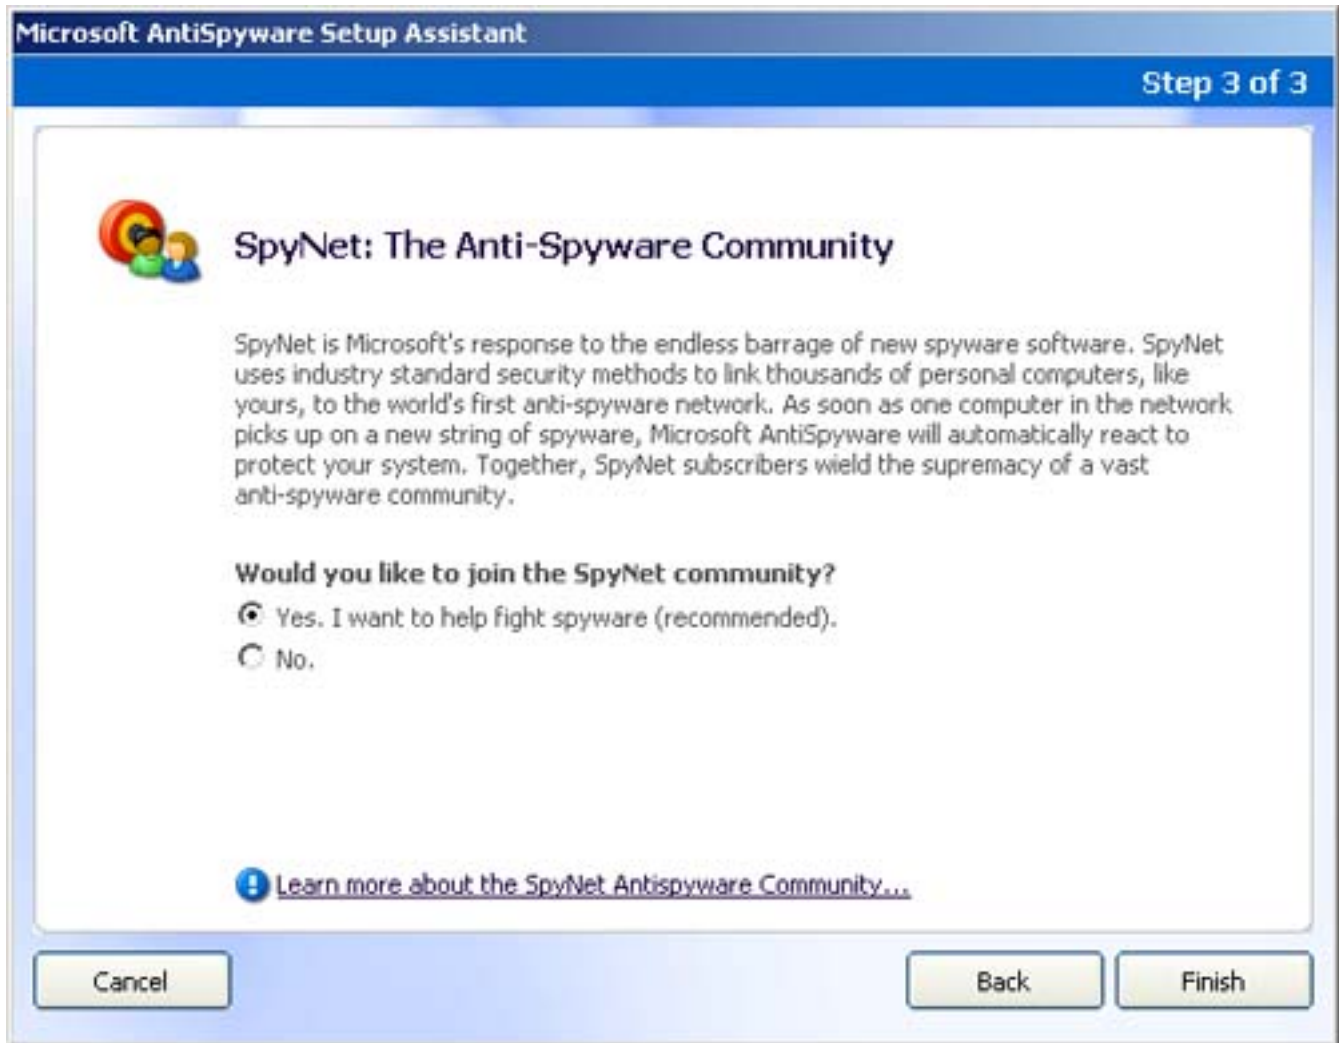 Microsoft AntiSpyware Setup Assistant
Step 3 of 3
SpyNet: The Anti-Spyware Community
SpyNet is Microsoft's response to the endless barrage of new spyware software. SpyNet
uses industry standard security methods to link thousands of personal computers, like
yours, to the world's first anti-spyware network. As soon as one computer in the network
picks up on a new string of spyware, Microsoft AntiSpyware will automatically react to
protect your system. Together, SpyNet subscribers wield the supremacy of a vast
anti-spyware community.
Would you like to join the SpyNet community?
Yes. I want to help fight spyware (recommended).
No.
Learn more about the SpyNet Antispyware Community...
Cancel
Back
Finish